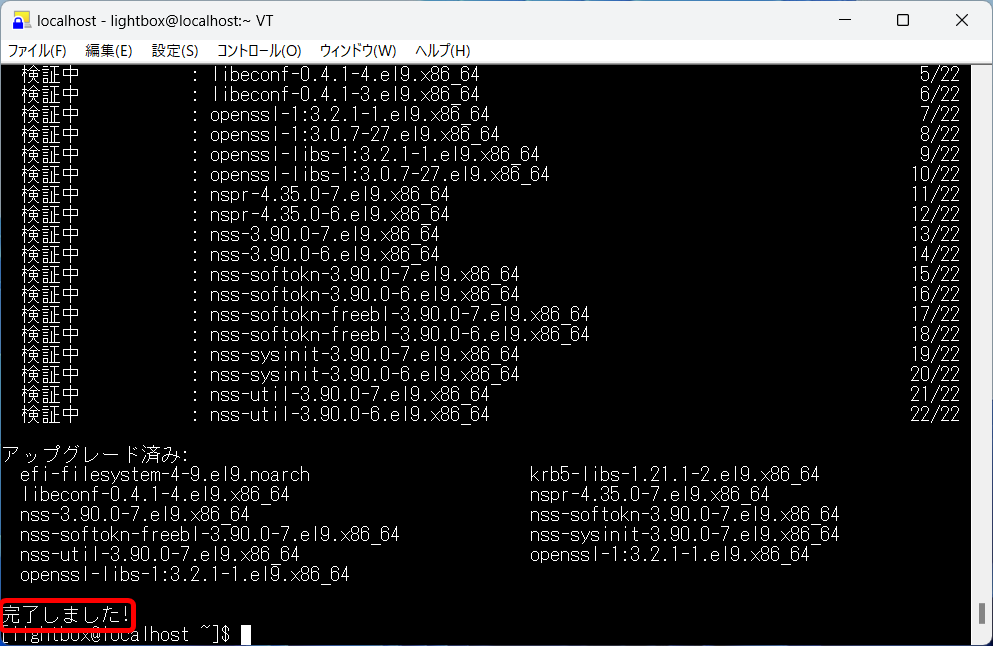 localhost - lightbox@localhost:~ VT
ファイル(F) 編集(E) 設定(S) コントロール(O) ウィンドウ(W) ヘルプ(H)
検証中 : libeconf-0.4.1-4.el9.x86_64 5/22
検証中 : libeconf-0.4.1-3.el9.x86_64 6/22
検証中 : openssl-1:3.2.1-1.el9.x86_64 7/22
検証中 : openssl-1:3.0.7-27.el9.x86_64 8/22
検証中 : openssl-libs-1:3.2.1-1.el9.x86_64 9/22
検証中 : openssl-libs-1:3.0.7-27.el9.x86_64 10/22
検証中 : nspr-4.35.0-7.el9.x86_64 11/22
検証中 : nspr-4.35.0-6.el9.x86_64 12/22
検証中 : nss-3.90.0-7.el9.x86_64 13/22
検証中 : nss-3.90.0-6.el9.x86_64 14/22
検証中 : nss-softokn-3.90.0-7.el9.x86_64 15/22
検証中 : nss-softokn-3.90.0-6.el9.x86_64 16/22
検証中 : nss-softokn-freebl-3.90.0-7.el9.x86_64 17/22
検証中 : nss-softokn-freebl-3.90.0-6.el9.x86_64 18/22
検証中 : nss-sysinit-3.90.0-7.el9.x86_64 19/22
検証中 : nss-sysinit-3.90.0-6.el9.x86_64 20/22
検証中 : nss-util-3.90.0-7.el9.x86_64 21/22
検証中 : nss-util-3.90.0-6.el9.x86_64 22/22
アップグレード済み:
efi-filesystem-4-9.el9.noarch krb5-libs-1.21.1-2.el9.x86_64
libeconf-0.4.1-4.el9.x86_64 nspr-4.35.0-7.el9.x86_64
nss-3.90.0-7.el9.x86_64 nss-softokn-3.90.0-7.el9.x86_64
nss-softokn-freebl-3.90.0-7.el9.x86_64 nss-sysinit-3.90.0-7.el9.x86_64
nss-util-3.90.0-7.el9.x86_64 openssl-1:3.2.1-1.el9.x86_64
openssl-libs-1:3.2.1-1.el9.x86_64
完了しました!
[lightbox@localhost ~]$